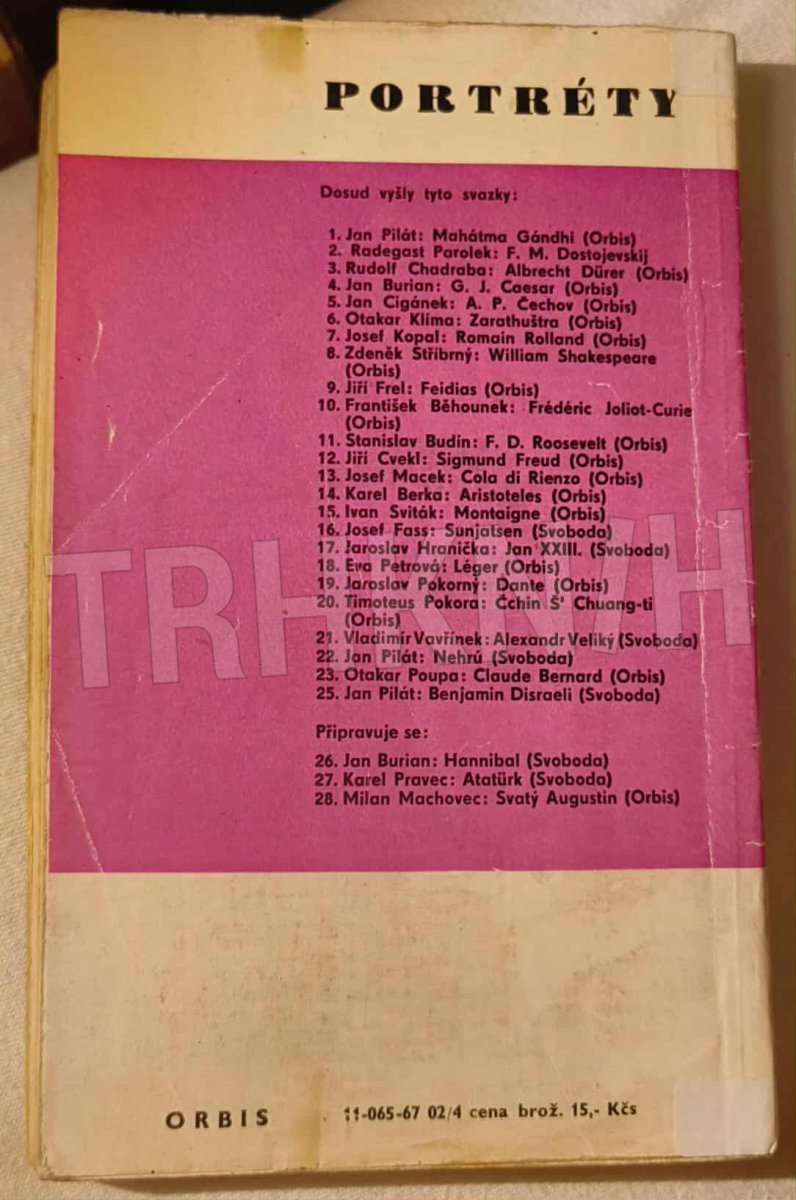 PORTRÉTY
Dosud vyšly tyto svazky:
1. Jan Pilát: Mahátma Gándhí (Orbis)
2. Radegast Parolek: F. M. Dostojevskij
3. Rudolf Chadraba: Albrecht Dürer (Orbis)
4. Jan Burian: G. J. Caesar (Orbis)
5. Jan Cigánek: A. P. Čechov (Orbis)
6. Otakar Klíma: Zarathuštra (Orbis)
7. Josef Kopal: Romain Rolland (Orbis)
8. Zdeněk Stříbrný: William Shakespeare
(Orbis)
9. Jiří Frel: Feidias (Orbis)
10. František Běhounek: Frédéric Joliot-Curie
(Orbis)
11. Stanislav Budín: F. D. Roosevelt (Orbis)
12. Jiří Cvekl: Sigmund Freud (Orbis)
13. Josef Macek: Cola di Rienzo (Orbis)
14. Karel Berka: Aristoteles (Orbis)
15. Ivan Sviták: Montaigne (Orbis)
16. Josef Fass: Sunjatsen (Svoboda)
17. Jaroslav Hranička: Jan XXIII. (Svoboda)
18. Eva Petrová: Léger (Orbis)
19. Jaroslav Pokorný: Dante (Orbis)
20. Timoteus Pokora: Čchin Š' Chuang-ti
(Orbis)
21. Vladimír Vavřínek: Alexandr Veliký (Svoboda)
22. Jan Pilát: Nehrú (Svoboda)
23. Otakar Poupa: Claude Bernard (Orbis)
25. Jan Pilát: Benjamin Disraeli (Svoboda)
Připravuje se:
26. Jan Burian: Hannibal (Svoboda)
27. Karel Pravec: Atatürk (Svoboda)
28. Milan Machovec: Svatý Augustin (Orbis)
ORBIS 11-065-67 02/4 cena brož. 15,- Kčs